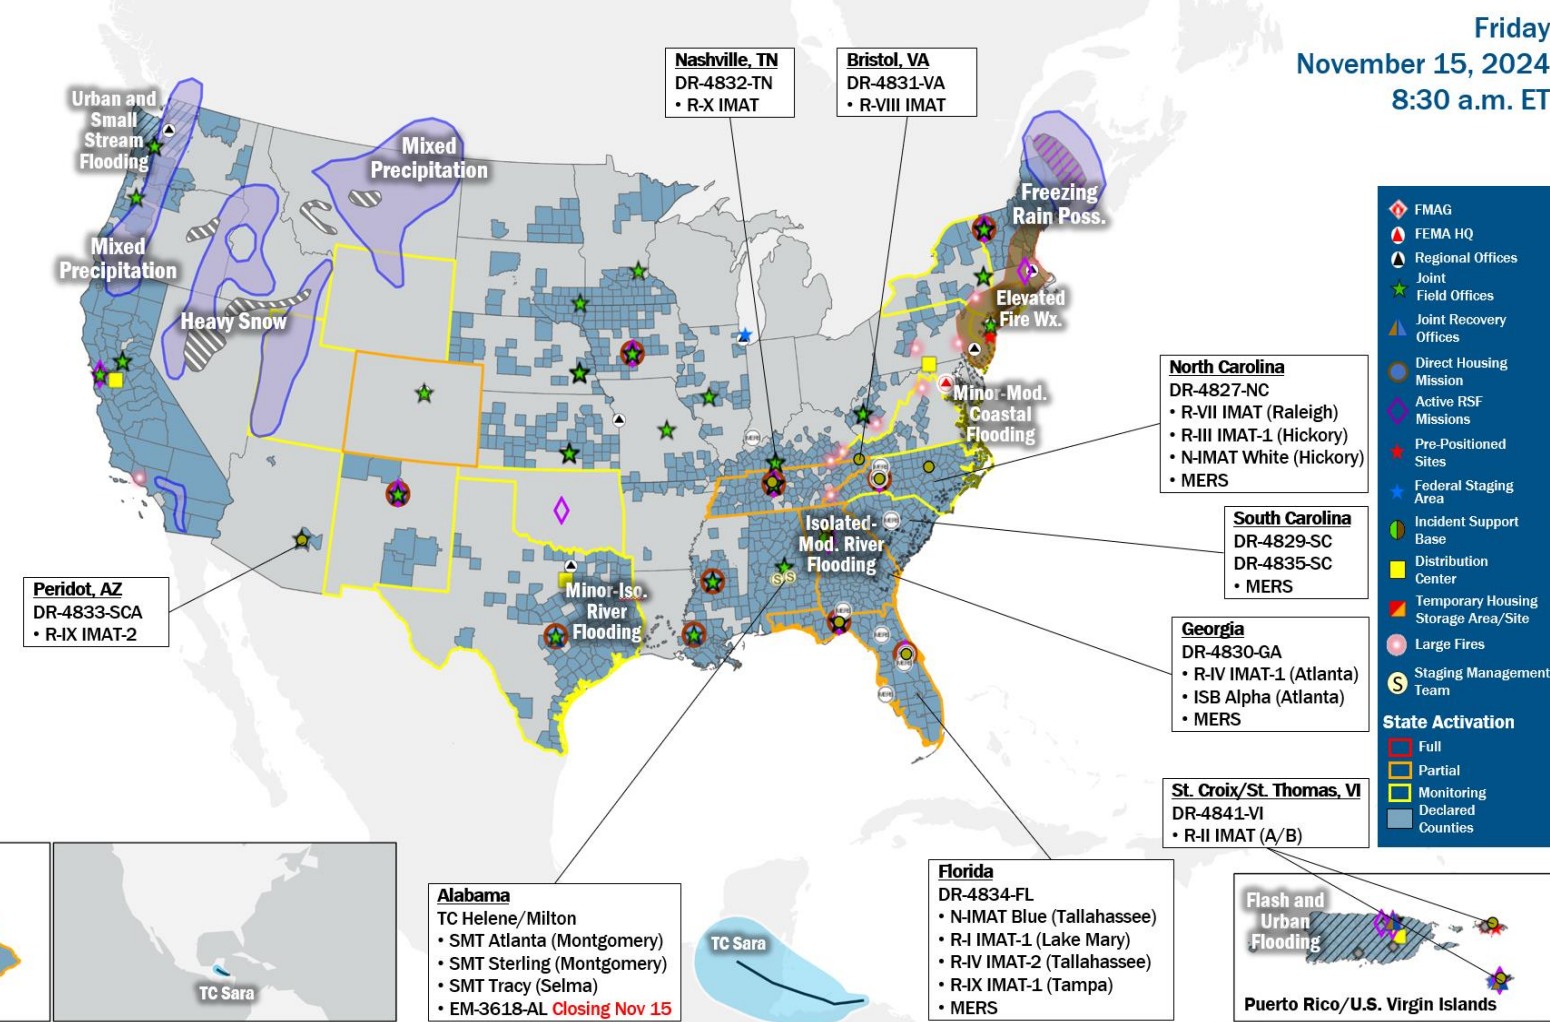 Friday
November 15, 2024
8:30 a.m. ET
Nashville, TN
DR-4832-TN
• R-X IMAT
Bristol, VA
DR-4831-VA
• R-VIII IMAT
Urban and
Small
Stream
Flooding
Mixed
Precipitation
Mixed
Precipitation
Heavy Snow
Freezing
Rain Poss.
Elevated
Fire Wx.
Minor-Mod.
Coastal
Flooding
Isolated-
Mod. River
Flooding
Minor-Iso.
River
Flooding
MERS
MERS
MERS
MERS
MERS
MERS
MERS
S
S
FMAG
FEMA HQ
Regional Offices
Joint
Field Offices
Joint Recovery
Offices
Direct Housing
Mission
Active RSF
Missions
Pre-Positioned
Sites
Federal Staging
Area
Incident Support
Base
Distribution
Center
Temporary Housing
Storage Area/Site
Large Fires
S
Staging Management
Team
State Activation
Full
Partial
Monitoring
Declared
Counties
North Carolina
DR-4827-NC
• R-VII IMAT (Raleigh)
• R-III IMAT-1 (Hickory)
• N-IMAT White (Hickory)
• MERS
South Carolina
DR-4829-SC
DR-4835-SC
• MERS
Georgia
DR-4830-GA
• R-IV IMAT-1 (Atlanta)
• ISB Alpha (Atlanta)
• MERS
Peridot, AZ
DR-4833-SCA
• R-IX IMAT-2
St. Croix/St. Thomas, VI
DR-4841-VI
• R-II IMAT (A/B)
Florida
DR-4834-FL
• N-IMAT Blue (Tallahassee)
• R-I IMAT-1 (Lake Mary)
• R-IV IMAT-2 (Tallahassee)
• R-IX IMAT-1 (Tampa)
• MERS
Alabama
TC Helene/Milton
• SMT Atlanta (Montgomery)
• SMT Sterling (Montgomery)
• SMT Tracy (Selma)
• EM-3618-AL Closing Nov 15
TC Sara
TC Sara
Flash and
Urban
Flooding
Puerto Rico/U.S. Virgin Islands